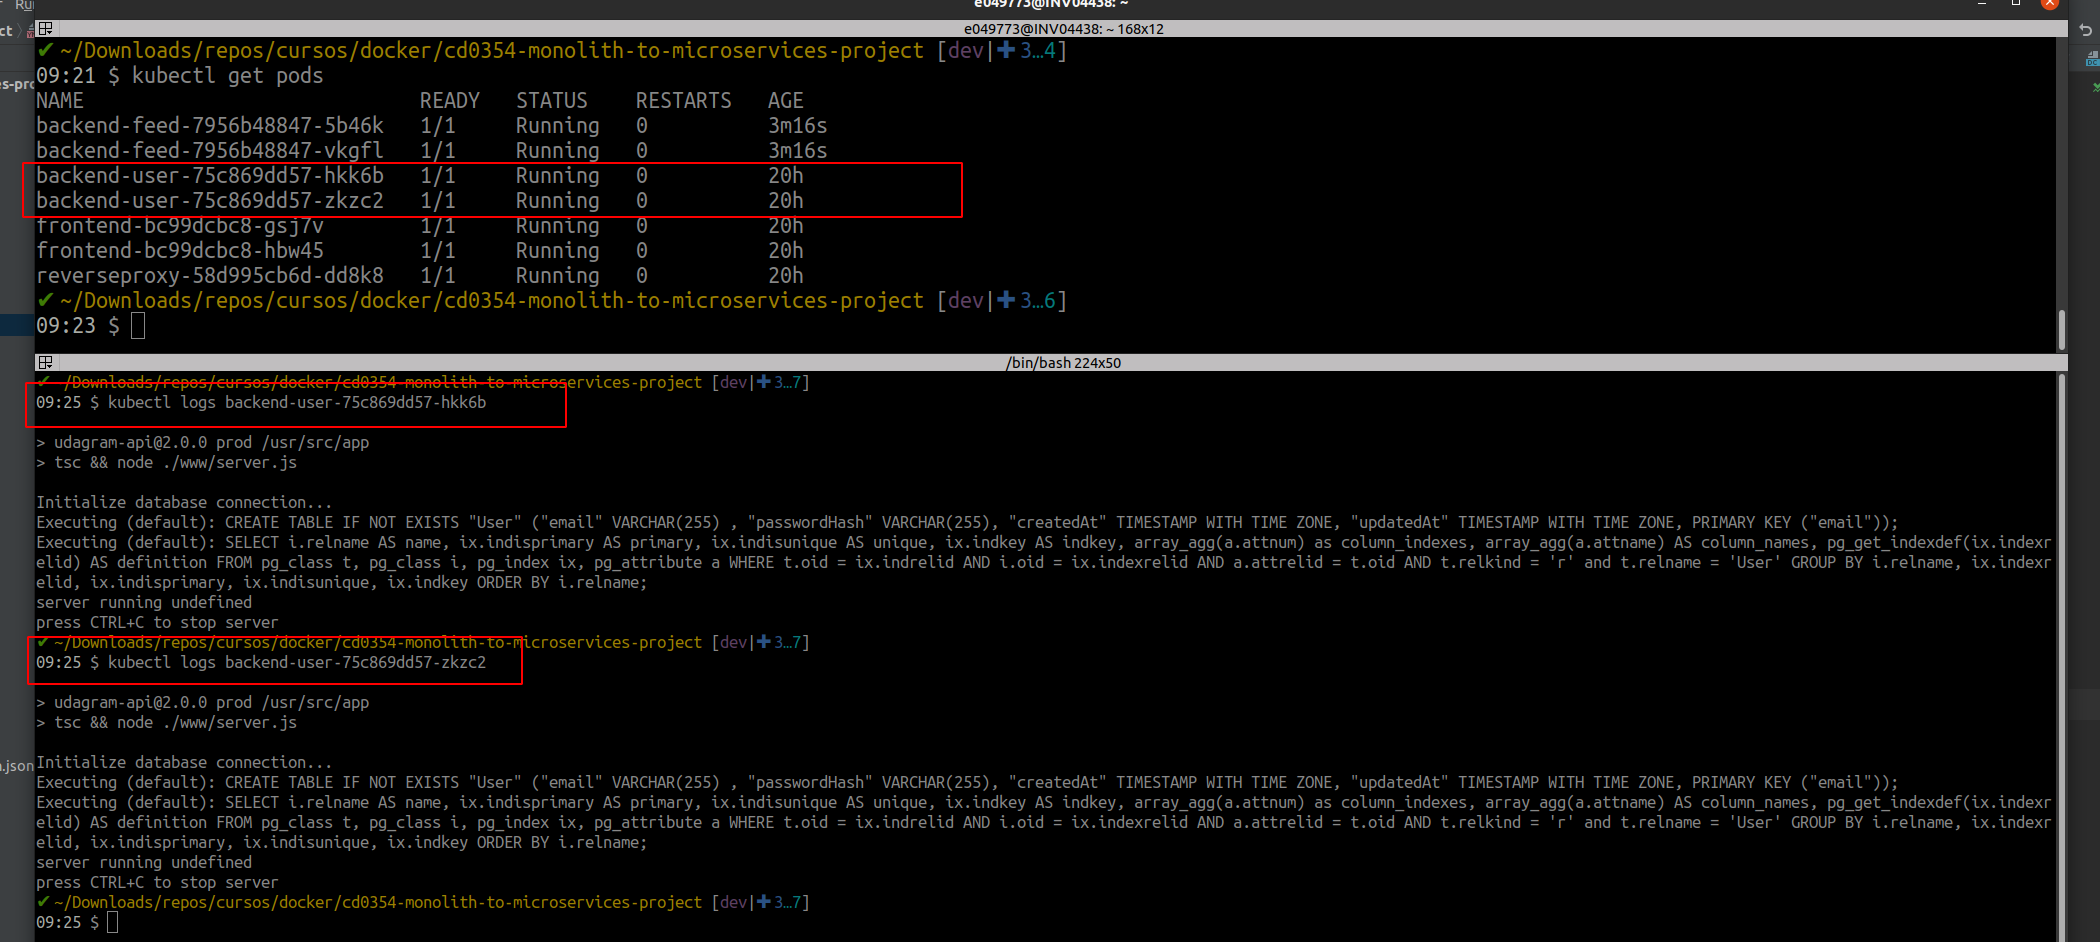 Ru
e049773@INV04438: ~
ct
e049773@INV04438: ~ 168x12
✔ ~/Downloads/repos/cursos/docker/cd0354-monolith-to-microservices-project [dev|✚ 3…4]
09:21 $ kubectl get pods
es-pro
NAME READY STATUS RESTARTS AGE
backend-feed-7956b48847-5b46k 1/1 Running 0 3m16s
backend-feed-7956b48847-vkgfl 1/1 Running 0 3m16s
backend-user-75c869dd57-hkk6b 1/1 Running 0 20h
backend-user-75c869dd57-zkzc2 1/1 Running 0 20h
frontend-bc99dcbc8-gsj7v 1/1 Running 0 20h
frontend-bc99dcbc8-hbw45 1/1 Running 0 20h
reverseproxy-58d995cb6d-dd8k8 1/1 Running 0 20h
✔ ~/Downloads/repos/cursos/docker/cd0354-monolith-to-microservices-project [dev|✚ 3…6]
09:23 $
/bin/bash 224x50
✔ ~/Downloads/repos/cursos/docker/cd0354-monolith-to-microservices-project [dev|✚ 3…7]
09:25 $ kubectl logs backend-user-75c869dd57-hkk6b
> udagram-api@2.0.0 prod /usr/src/app
> tsc && node ./www/server.js
Initialize database connection...
Executing (default): CREATE TABLE IF NOT EXISTS "User" ("email" VARCHAR(255) , "passwordHash" VARCHAR(255), "createdAt" TIMESTAMP WITH TIME ZONE, "updatedAt" TIMESTAMP WITH TIME ZONE, PRIMARY KEY ("email"));
Executing (default): SELECT i.relname AS name, ix.indisprimary AS primary, ix.indisunique AS unique, ix.indkey AS indkey, array_agg(a.attnum) as column_indexes, array_agg(a.attname) AS column_names, pg_get_indexdef(ix.indexr
elid) AS definition FROM pg_class t, pg_class i, pg_index ix, pg_attribute a WHERE t.oid = ix.indrelid AND i.oid = ix.indexrelid AND a.attrelid = t.oid AND t.relkind = 'r' and t.relname = 'User' GROUP BY i.relname, ix.indexr
elid, ix.indisprimary, ix.indisunique, ix.indkey ORDER BY i.relname;
server running undefined
press CTRL+C to stop server
✔ ~/Downloads/repos/cursos/docker/cd0354-monolith-to-microservices-project [dev|✚ 3…7]
09:25 $ kubectl logs backend-user-75c869dd57-zkzc2
> udagram-api@2.0.0 prod /usr/src/app
> tsc && node ./www/server.js
Initialize database connection...
.json
Executing (default): CREATE TABLE IF NOT EXISTS "User" ("email" VARCHAR(255) , "passwordHash" VARCHAR(255), "createdAt" TIMESTAMP WITH TIME ZONE, "updatedAt" TIMESTAMP WITH TIME ZONE, PRIMARY KEY ("email"));
Executing (default): SELECT i.relname AS name, ix.indisprimary AS primary, ix.indisunique AS unique, ix.indkey AS indkey, array_agg(a.attnum) as column_indexes, array_agg(a.attname) AS column_names, pg_get_indexdef(ix.indexr
elid) AS definition FROM pg_class t, pg_class i, pg_index ix, pg_attribute a WHERE t.oid = ix.indrelid AND i.oid = ix.indexrelid AND a.attrelid = t.oid AND t.relkind = 'r' and t.relname = 'User' GROUP BY i.relname, ix.indexr
elid, ix.indisprimary, ix.indisunique, ix.indkey ORDER BY i.relname;
server running undefined
press CTRL+C to stop server
✔ ~/Downloads/repos/cursos/docker/cd0354-monolith-to-microservices-project [dev|✚ 3…7]
09:25 $